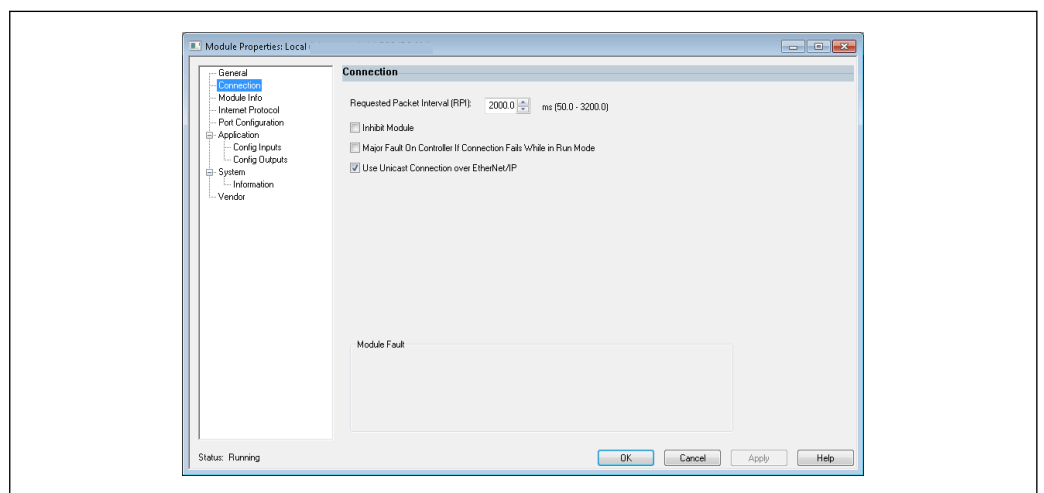 Module Properties: Local
General
Connection
Module Info
Internet Protocol
Port Configuration
Application
Config Inputs
Config Outputs
System
Information
Vendor
Connection
Requested Packet Interval (RPI): 2000.0 ms (50.0 - 3200.0)
Inhibit Module
Major Fault On Controller If Connection Fails While in Run Mode
Use Unicast Connection over EtherNet/IP
Module Fault
Status: Running
OK Cancel Apply Help